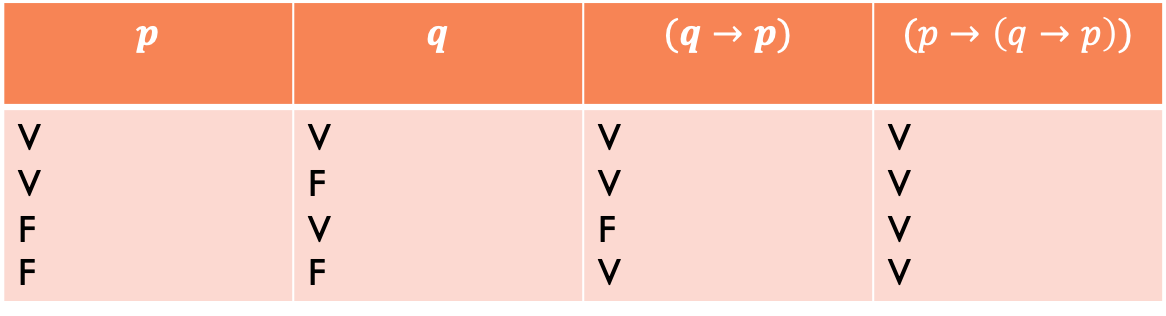 p q (q → p) (p → (q → p))
V V V V
V F V V
F V F V
F F V V